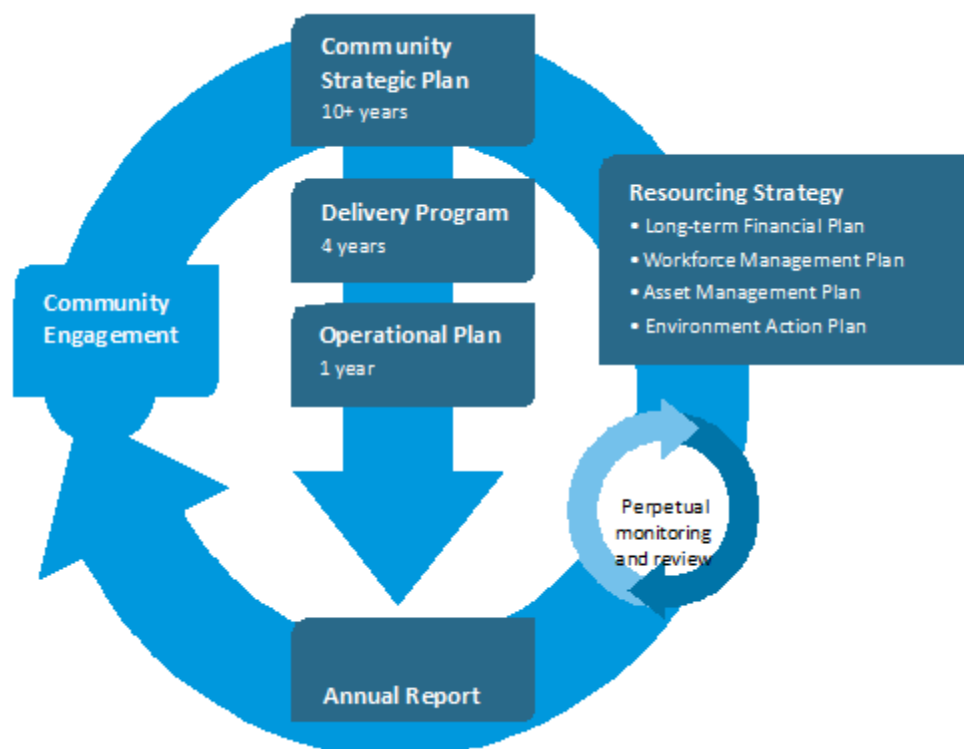 Community
Strategic Plan
10+ years
Delivery Program
4 years
Operational Plan
1 year
Resourcing Strategy
• Long-term Financial Plan
• Workforce Management Plan
• Asset Management Plan
• Environment Action Plan
Community
Engagement
Perpetual
monitoring
and review
Annual Report